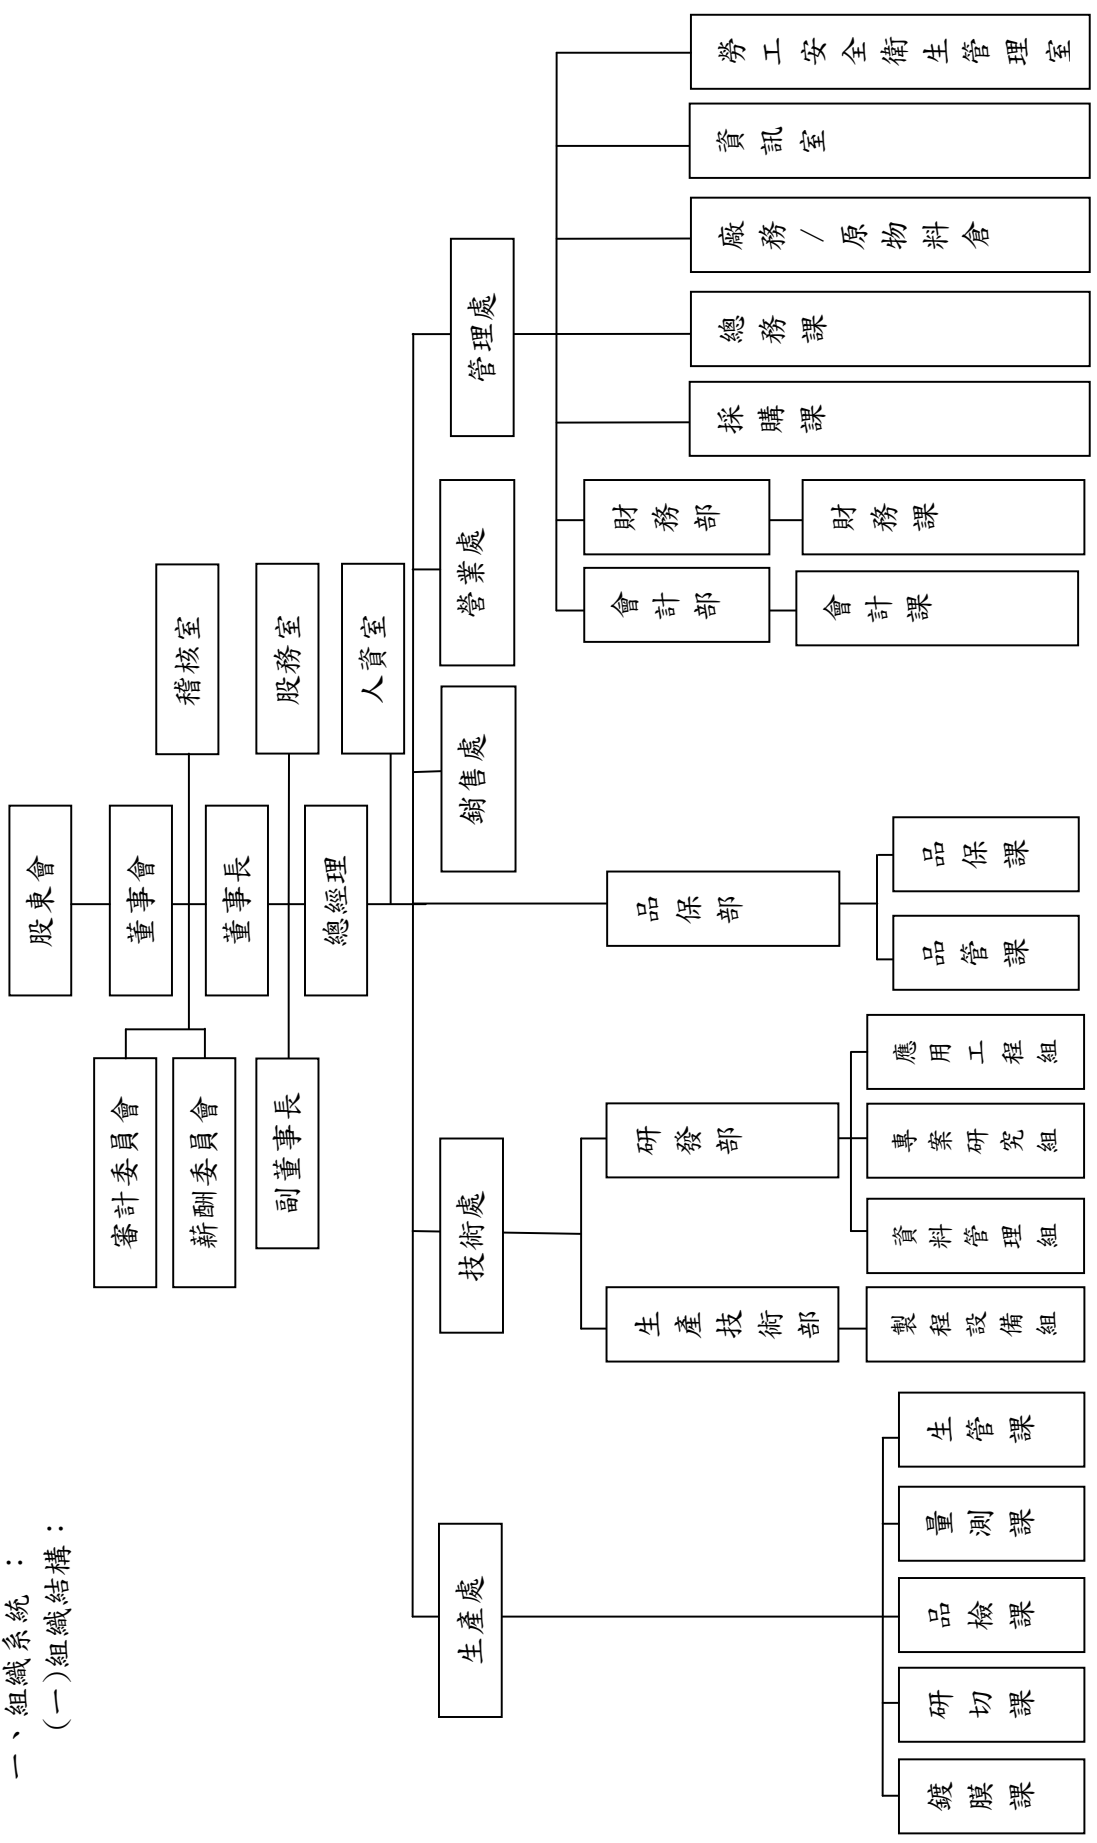 一、組織系統 ：
(一)組織結構：
股東會
董事會
稽核室
審計委員會
薪酬委員會
董事長
股務室
副董事長
總經理
人資室
生產處
技術處
銷售處
營業處
管理處
品保部
生產技術部
研發部
會計部
財務部
鍍膜課
研切課
品檢課
量測課
生管課
製程設備組
資料管理組
專案研究組
應用工程組
品管課
品保課
會計課
財務課
採購課
總務課
廠務/原物料倉
資訊室
勞工安全衛生管理室